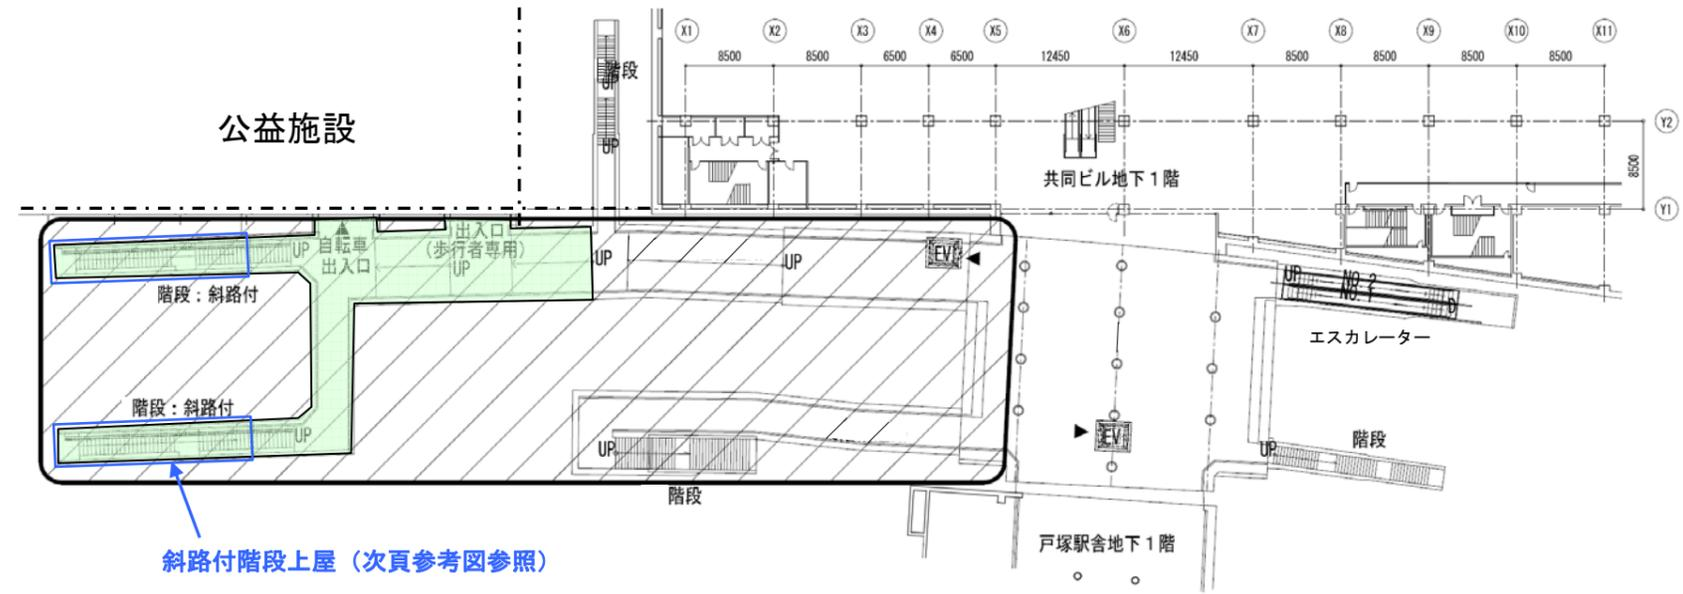 X1 X2 X3 X4 X5 X6 X7 X8 X9 X10 X11
8500 8500 6500 6500 12450 12450 8500 8500 8500 8500
階段
UP
UP
公益施設
Y2
8500
共同ビル地下1階
Y1
自転車
出入口
出入口
(歩行者専用)
UP
UP
UP
UP
EV
階段:斜路付
UP
NO.2
NO.1
D
エスカレーター
階段:斜路付
UP
UP
階段
EV
UP
階段
戸塚駅舎地下1階
斜路付階段上屋(次頁参考図参照)